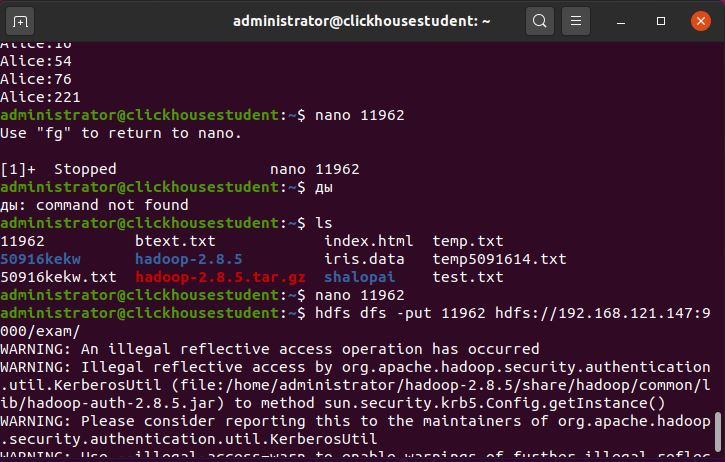 administrator@clickhousestudent: ~
Alice:16
Alice:54
Alice:76
Alice:221
administrator@clickhousestudent:~$ nano 11962
Use "fg" to return to nano.
[1]+  Stopped                 nano 11962
administrator@clickhousestudent:~$ ды
ды: command not found
administrator@clickhousestudent:~$ ls
11962          btext.txt            index.html  temp.txt
50916kekw      hadoop-2.8.5         iris.data   temp5091614.txt
50916kekw.txt  hadoop-2.8.5.tar.gz  shalopai    test.txt
administrator@clickhousestudent:~$ nano 11962
administrator@clickhousestudent:~$ hdfs dfs -put 11962 hdfs://192.168.121.147:9
000/exam/
WARNING: An illegal reflective access operation has occurred
WARNING: Illegal reflective access by org.apache.hadoop.security.authentication
.util.KerberosUtil (file:/home/administrator/hadoop-2.8.5/share/hadoop/common/l
ib/hadoop-auth-2.8.5.jar) to method sun.security.krb5.Config.getInstance()
WARNING: Please consider reporting this to the maintainers of org.apache.hadoop
.security.authentication.util.KerberosUtil
WARNING: Use --illegal-access=warn to enable warnings of further illegal reflec